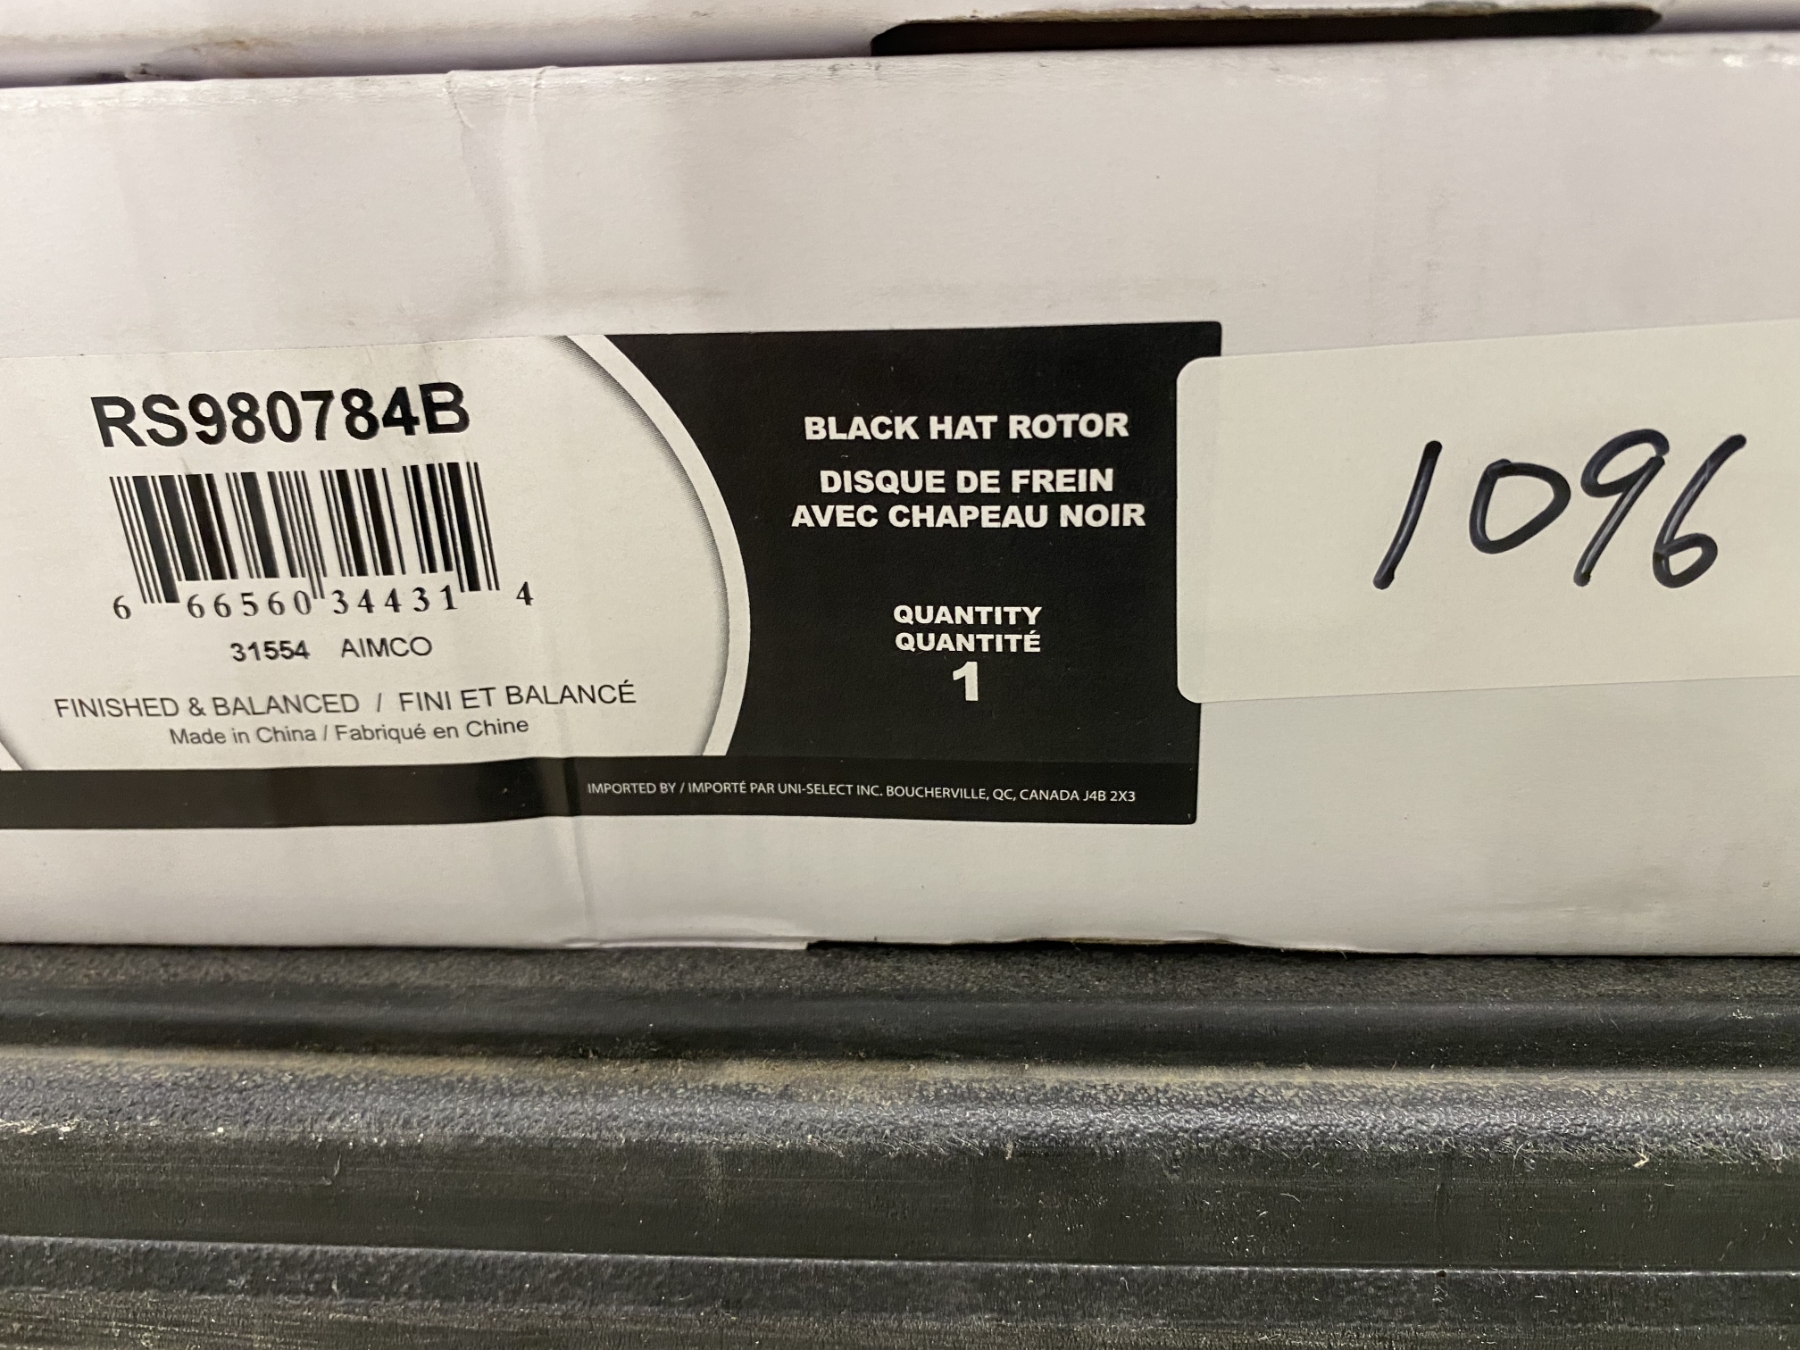 RS980784B
6 66560 34431 4
31554 AIMCO
FINISHED & BALANCED / FINI ET BALANCÉ
Made in China / Fabriqué en Chine
BLACK HAT ROTOR
DISQUE DE FREIN
AVEC CHAPEAU NOIR
QUANTITY
QUANTITÉ
1
IMPORTED BY / IMPORTÉ PAR UNI-SELECT INC. BOUCHERVILLE, QC, CANADA J4B 2X3
1096